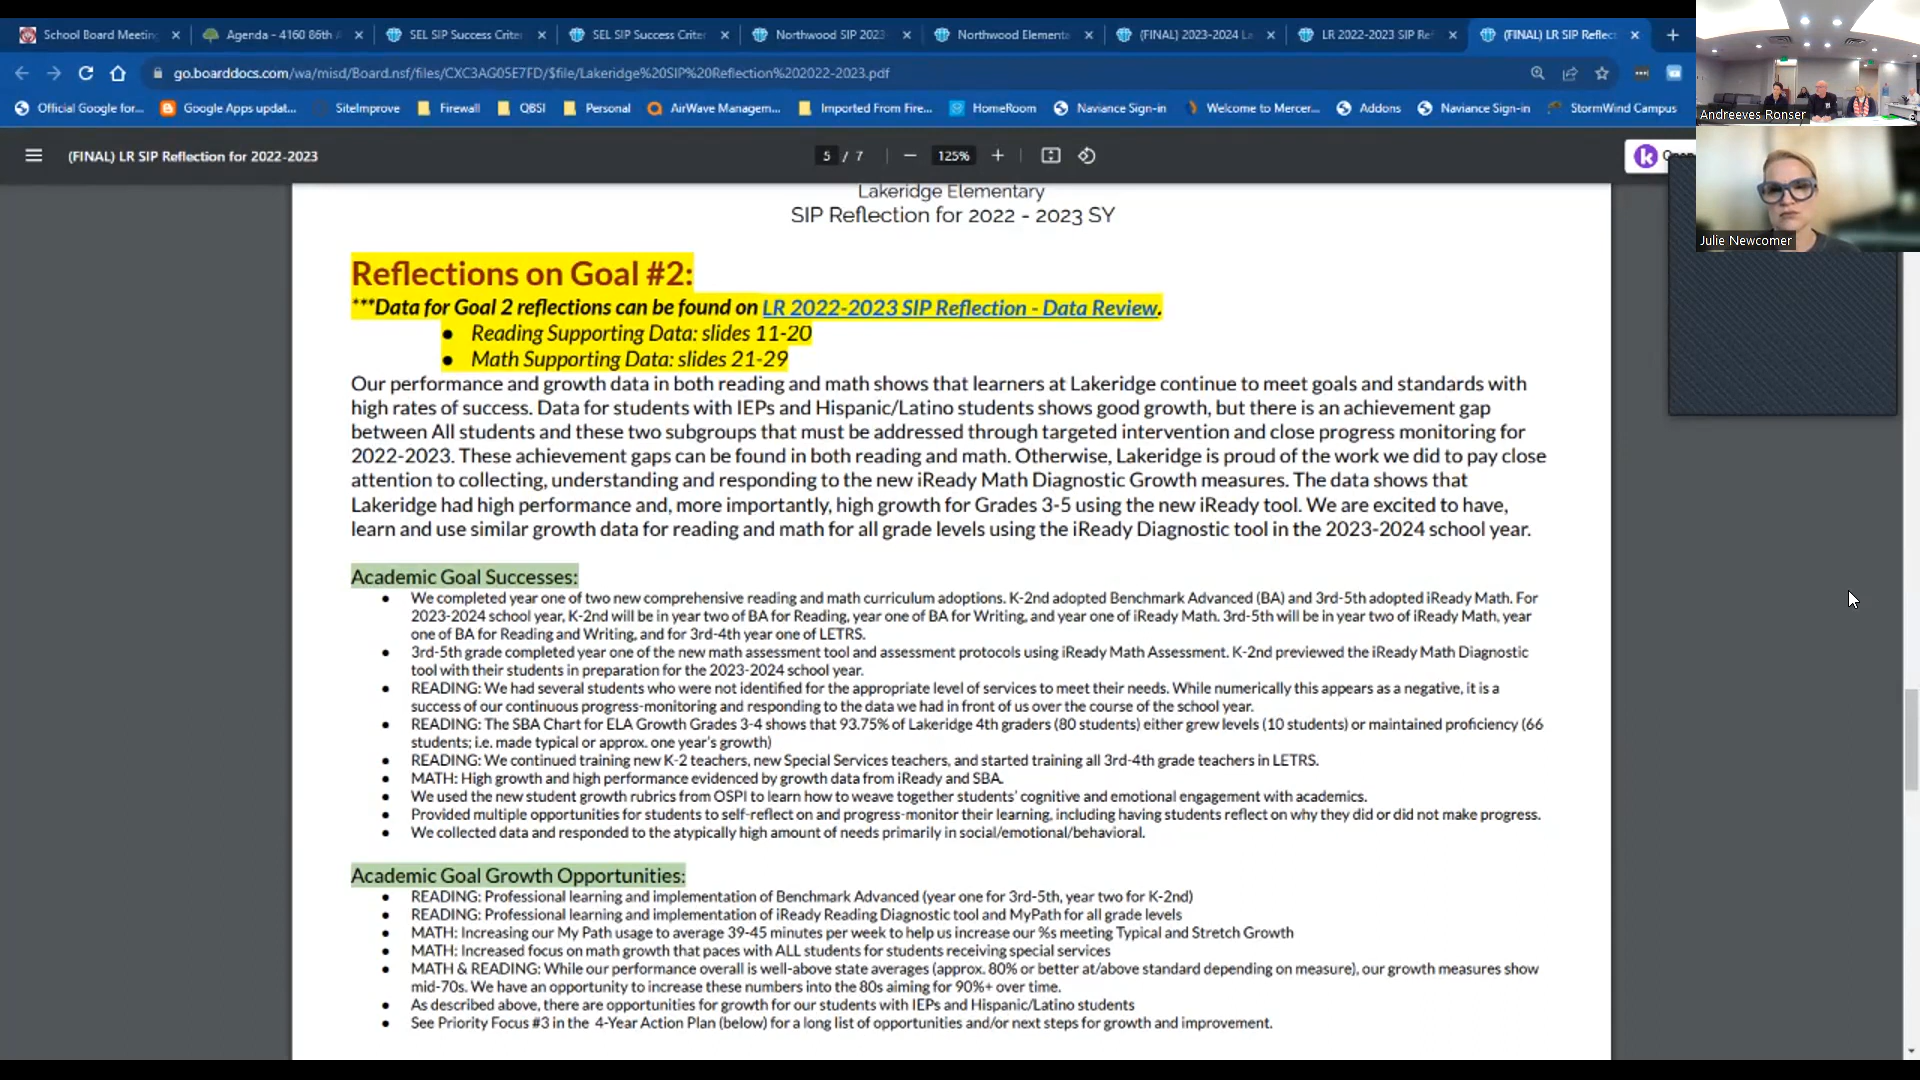 School Board Meeting
Agenda - 4160 86th A
SEL SIP Success Criter
SEL SIP Success Criter
Northwood SIP 2023
Northwood Elementa
(FINAL) 2023-2024 La
LR 2022-2023 SIP Ref
(FINAL) LR SIP Reflect
go.boarddocs.com/wa/misd/Board.nsf/files/CXC3AG05E7FD/$file/Lakeridge%20SIP%20Reflection%202022-2023.pdf
Official Google for...
Google Apps updat...
SiteImprove
Firewall
QBSI
Personal
AirWave Managem...
Imported From Fire...
HomeRoom
Naviance Sign-in
Welcome to Mercer...
Addons
Naviance Sign-in
StormWind Campus
Andreeves Ronser
(FINAL) LR SIP Reflection for 2022-2023
5 / 7
125%
k
Julie Newcomer
Lakeridge Elementary
SIP Reflection for 2022 - 2023 SY
Reflections on Goal #2:
***Data for Goal 2 reflections can be found on LR 2022-2023 SIP Reflection - Data Review.
● Reading Supporting Data: slides 11-20
● Math Supporting Data: slides 21-29
Our performance and growth data in both reading and math shows that learners at Lakeridge continue to meet goals and standards with
high rates of success. Data for students with IEPs and Hispanic/Latino students shows good growth, but there is an achievement gap
between All students and these two subgroups that must be addressed through targeted intervention and close progress monitoring for
2022-2023. These achievement gaps can be found in both reading and math. Otherwise, Lakeridge is proud of the work we did to pay close
attention to collecting, understanding and responding to the new iReady Math Diagnostic Growth measures. The data shows that
Lakeridge had high performance and, more importantly, high growth for Grades 3-5 using the new iReady tool. We are excited to have,
learn and use similar growth data for reading and math for all grade levels using the iReady Diagnostic tool in the 2023-2024 school year.
Academic Goal Successes:
● We completed year one of two new comprehensive reading and math curriculum adoptions. K-2nd adopted Benchmark Advanced (BA) and 3rd-5th adopted iReady Math. For
2023-2024 school year, K-2nd will be in year two of BA for Reading, year one of BA for Writing, and year one of iReady Math. 3rd-5th will be in year two of iReady Math, year
one of BA for Reading and Writing, and for 3rd-4th year one of LETRS.
● 3rd-5th grade completed year one of the new math assessment tool and assessment protocols using iReady Math Assessment. K-2nd previewed the iReady Math Diagnostic
tool with their students in preparation for the 2023-2024 school year.
● READING: We had several students who were not identified for the appropriate level of services to meet their needs. While numerically this appears as a negative, it is a
success of our continuous progress-monitoring and responding to the data we had in front of us over the course of the school year.
● READING: The SBA Chart for ELA Growth Grades 3-4 shows that 93.75% of Lakeridge 4th graders (80 students) either grew levels (10 students) or maintained proficiency (66
students; i.e. made typical or approx. one year's growth)
● READING: We continued training new K-2 teachers, new Special Services teachers, and started training all 3rd-4th grade teachers in LETRS.
● MATH: High growth and high performance evidenced by growth data from iReady and SBA.
● We used the new student growth rubrics from OSPI to learn how to weave together students' cognitive and emotional engagement with academics.
● Provided multiple opportunities for students to self-reflect on and progress-monitor their learning, including having students reflect on why they did or did not make progress.
● We collected data and responded to the atypically high amount of needs primarily in social/emotional/behavioral.
Academic Goal Growth Opportunities:
● READING: Professional learning and implementation of Benchmark Advanced (year one for 3rd-5th, year two for K-2nd)
● READING: Professional learning and implementation of iReady Reading Diagnostic tool and MyPath for all grade levels
● MATH: Increasing our My Path usage to average 39-45 minutes per week to help us increase our %s meeting Typical and Stretch Growth
● MATH: Increased focus on math growth that paces with ALL students for students receiving special services
● MATH & READING: While our performance overall is well-above state averages (approx. 80% or better at/above standard depending on measure), our growth measures show
mid-70s. We have an opportunity to increase these numbers into the 80s aiming for 90%+ over time.
● As described above, there are opportunities for growth for our students with IEPs and Hispanic/Latino students
● See Priority Focus #3 in the 4-Year Action Plan (below) for a long list of opportunities and/or next steps for growth and improvement.